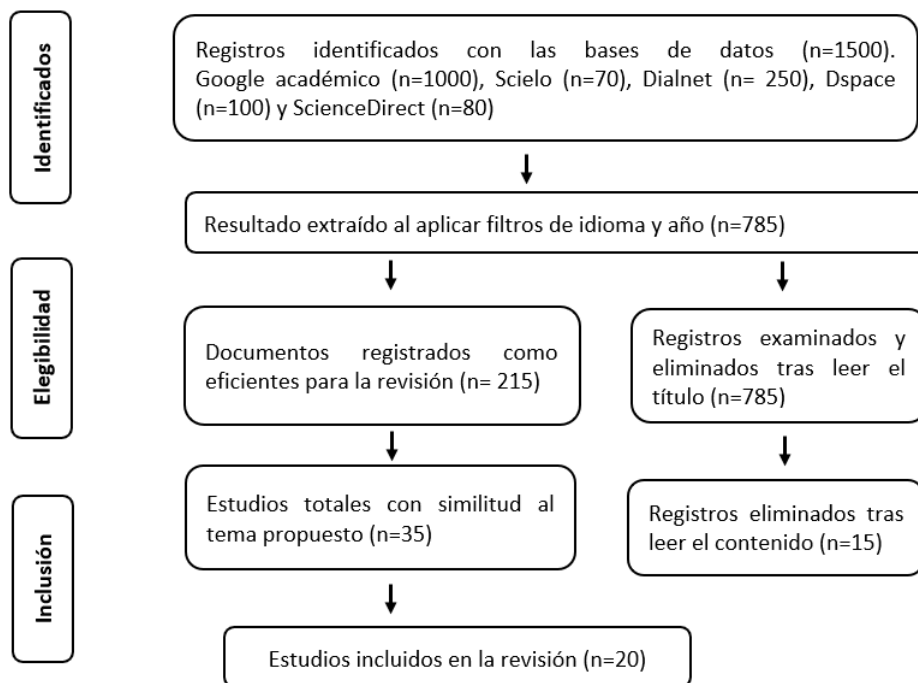 Identificados
Registros identificados con las bases de datos (n=1500).
Google académico (n=1000), Scielo (n=70), Dialnet (n= 250), Dspace
(n=100) y ScienceDirect (n=80)
Resultado extraído al aplicar filtros de idioma y año (n=785)
Elegibilidad
Documentos registrados como
eficientes para la revisión (n= 215)
Registros examinados y
eliminados tras leer el
título (n=785)
Inclusión
Estudios totales con similitud al
tema propuesto (n=35)
Registros eliminados tras
leer el contenido (n=15)
Estudios incluidos en la revisión (n=20)